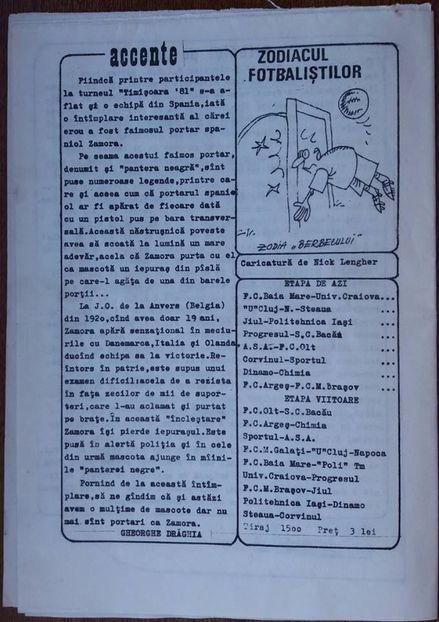 accente
Fiindcă printre participantele
la turneul "Timişoara '81" s-a a-
flat şi o echipă din Spania,iată
o întîmplare interesantă al cărei
erou a fost faimosul portar spa-
niol Zamora.
Pe seama acestui faimos portar,
denumit şi "pantera neagră",sînt
puse numeroase legende,printre ca-
re şi aceea cum că portarul spanie
ol ar fi apărat de fiecare dată
cu un pistol pus pe bara transver-
sală.Această năstruşnică poveste
avea să scoată la lumină un mare
adevăr,acela că Zamora purta cu el
ca mascotă un iepuraş din pîslă
pe care-l agăţa de una din barele
porţii...
La J.O. de la Anvers (Belgia)
din 1920,cînd avea doar 19 ani,
Zamora apără senzaţional în meciu-
rile cu Danemarca,Italia şi Olanda
ducînd echipa sa la victorie.Re-
întors în patrie,este supus unui
examen dificil:acela de a rezista
în faţa zecilor de mii de supor-
teri,care l-au aclamat şi purtat
pe braţe.În această "încleştare"
Zamora îşi pierde iepuraşul.Este
pusă în alertă poliţia şi în cele
din urmă mascota ajunge în mîini-
le "panterei negre".
Pornind de la această întîm-
plare,să ne gîndim că şi astăzi
avem o mulţime de mascote dar nu
mai sînt portari ca Zamora.
GHEORGHE DRĂGHIA
ZODIACUL
FOTBALIŞTILOR
ZODIA „BERBECULUI"
Caricatură de Nick Lengher
ETAPA DE AZI
F.C.Baia Mare-Univ.Craiova...
"U"Cluj-N.-Steaua ...
Jiul-Politehnica Iaşi ...
Progresul-S.C.Bacău ...
A.S.A.-F.C.Olt ...
Corvinul-Sportul ...
Dinamo-Chimia ...
F.C.Argeş-F.C.M.Braşov ...
ETAPA VIITOARE
F.C.Olt-S.C.Bacău
F.C.Argeş-Chimia
Sportul-A.S.A.
F.C.M.Galaţi-"U"Cluj-Napoca
F.C.Baia Mare-"Poli" Tm
Univ.Craiova-Progresul
F.C.M.Braşov-Jiul
Politehnica Iaşi-Dinamo
Steaua-Corvinul
Tiraj 1500 Preţ 3 lei